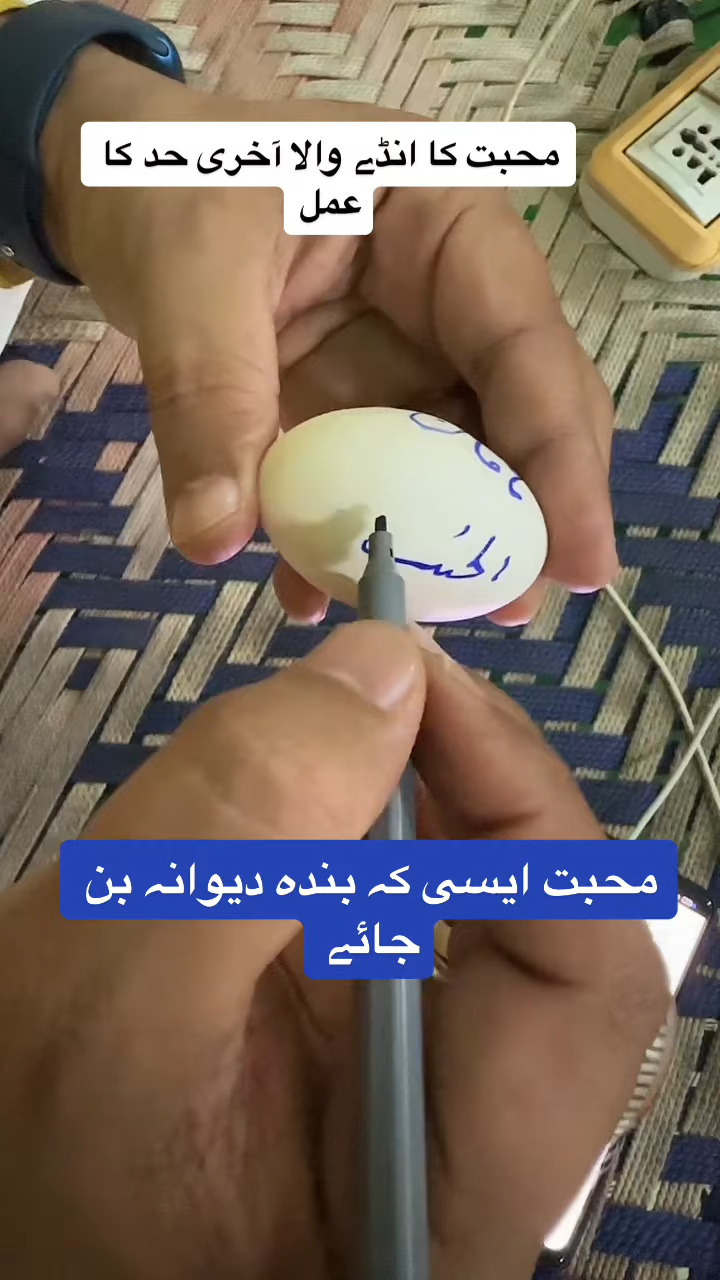 محبت کا انڈے والا آخری حد کا
عمل
محبت ایسی کہ بندہ دیوانہ بن
جائے